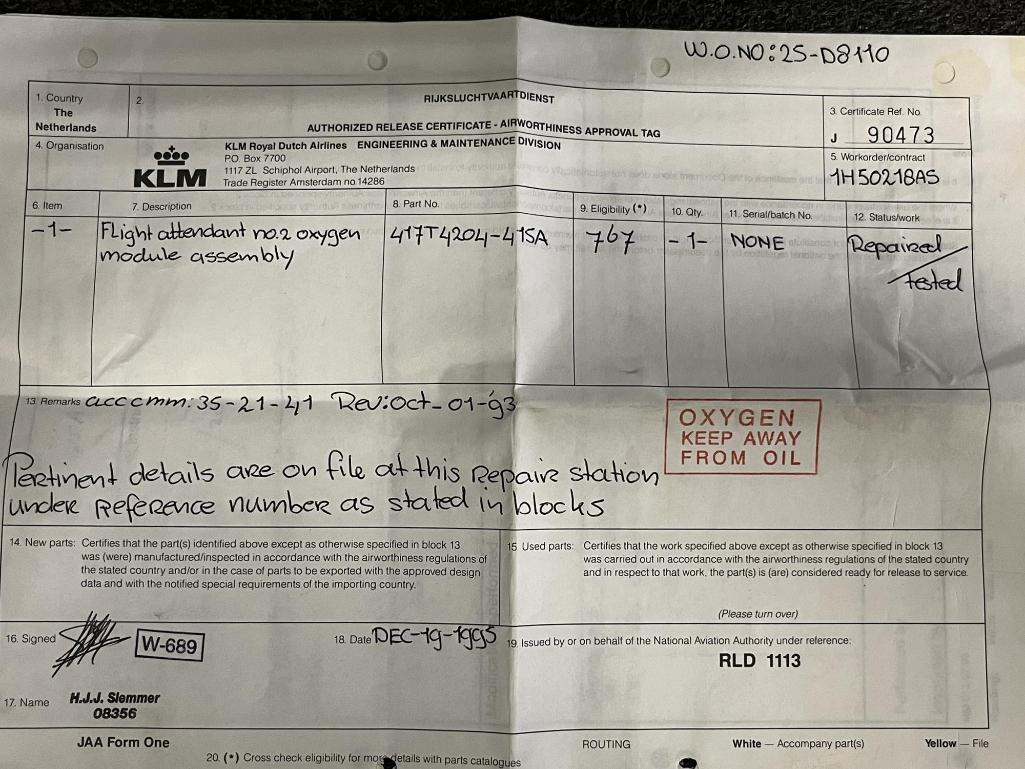 W.O.NO:25-D8110
1. Country
The
Netherlands
2.
RIJKSLUCHTVAARTDIENST
AUTHORIZED RELEASE CERTIFICATE - AIRWORTHINESS APPROVAL TAG
3. Certificate Ref. No.
J 90473
4. Organisation
KLM
KLM Royal Dutch Airlines ENGINEERING & MAINTENANCE DIVISION
P.O. Box 7700
1117 ZL Schiphol Airport, The Netherlands
Trade Register Amsterdam no. 14286
5. Workorder/contract
1H50218AS
6. Item
7. Description
8. Part No.
9. Eligibility (*)
10. Qty.
11. Serial/batch No.
12. Status/work
-1-
Flight attendant no.2 oxygen
module assembly
417T4204-415A
767
-1-
NONE
Repaired/
tested
13. Remarks acc cmm: 35-21-41 Rev:Oct-01-93
OXYGEN
KEEP AWAY
FROM OIL
Pertinent details are on file at this Repair station
under Reference number as stated in blocks
14. New parts: Certifies that the part(s) identified above except as otherwise specified in block 13
was (were) manufactured/inspected in accordance with the airworthiness regulations of
the stated country and/or in the case of parts to be exported with the approved design
data and with the notified special requirements of the importing country.
15. Used parts: Certifies that the work specified above except as otherwise specified in block 13
was carried out in accordance with the airworthiness regulations of the stated country
and in respect to that work, the part(s) is (are) considered ready for release to service.
(Please turn over)
16. Signed
W-689
18. Date DEC-19-1995
19. Issued by or on behalf of the National Aviation Authority under reference:
RLD 1113
17. Name
H.J.J. Slemmer
08356
JAA Form One
20. (*) Cross check eligibility for more details with parts catalogues
ROUTING
White — Accompany part(s)
Yellow — File